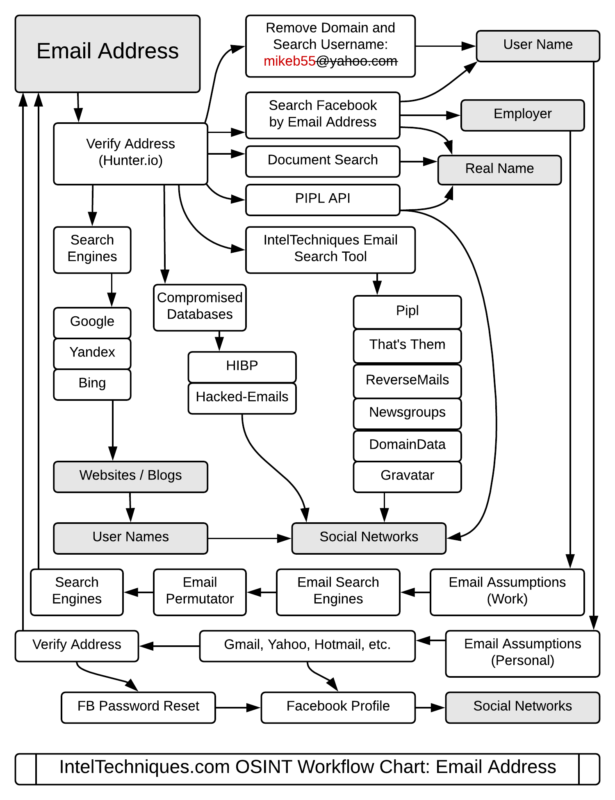 Email Address
Remove Domain and
Search Username:
mikeb55@yahoo.com
User Name
Search Facebook
by Email Address
Employer
Verify Address
(Hunter.io)
Document Search
Real Name
PIPL API
Search
Engines
IntelTechniques Email
Search Tool
Compromised
Databases
Google
Yandex
Bing
HIBP
Hacked-Emails
Pipl
That's Them
ReverseMails
Newsgroups
DomainData
Gravatar
Websites / Blogs
User Names
Social Networks
Search
Engines
Email
Permutator
Email Search
Engines
Email Assumptions
(Work)
Verify Address
Gmail, Yahoo, Hotmail, etc.
Email Assumptions
(Personal)
FB Password Reset
Facebook Profile
Social Networks
IntelTechniques.com OSINT Workflow Chart: Email Address